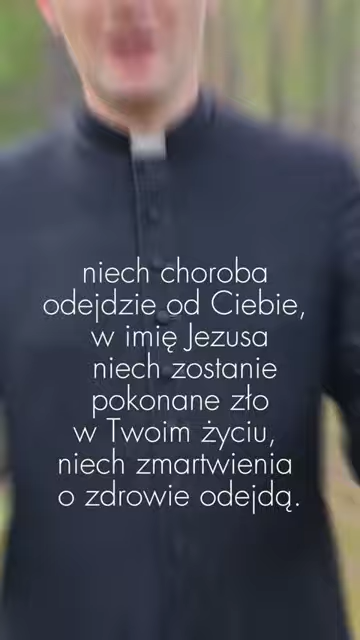 niech choroba
odejdzie od Ciebie,
w imię Jezusa
niech zostanie
pokonane zło
w Twoim życiu,
niech zmartwienia
o zdrowie odejdą.